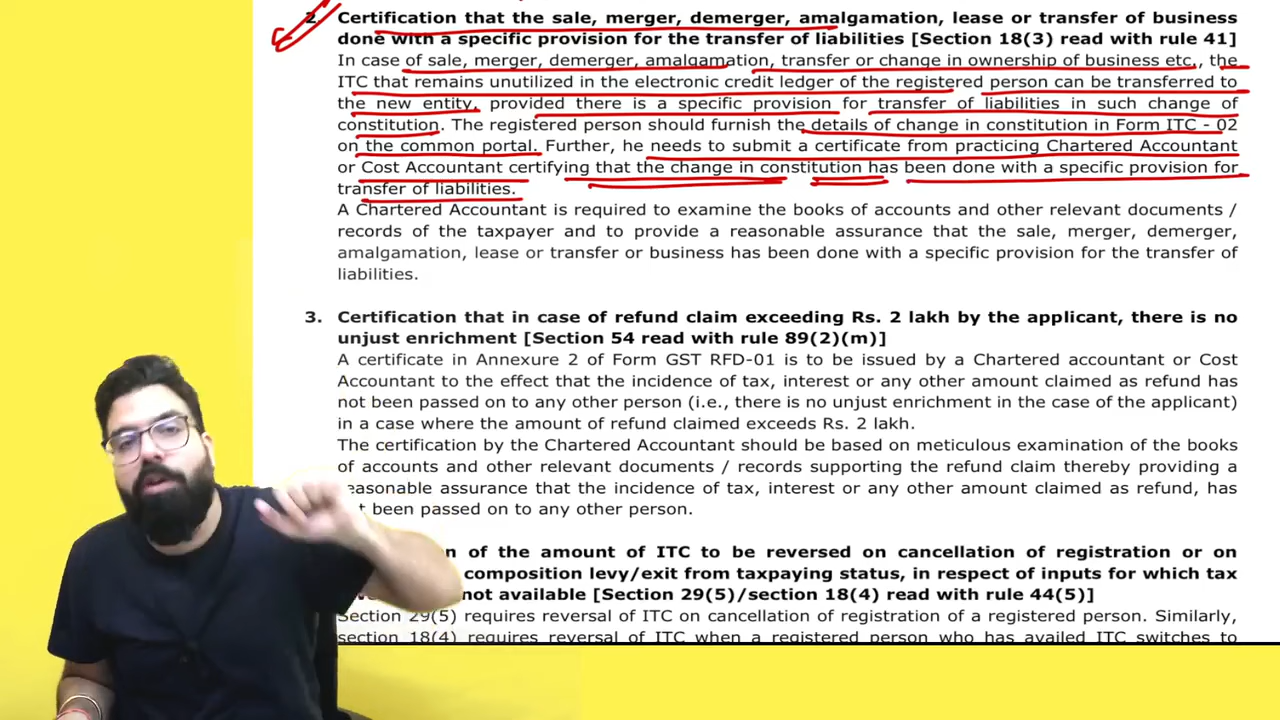 2. Certification that the sale, merger, demerger, amalgamation, lease or transfer of business
done with a specific provision for the transfer of liabilities [Section 18(3) read with rule 41]
In case of sale, merger, demerger, amalgamation, transfer or change in ownership of business etc., the
ITC that remains unutilized in the electronic credit ledger of the registered person can be transferred to
the new entity, provided there is a specific provision for transfer of liabilities in such change of
constitution. The registered person should furnish the details of change in constitution in Form ITC - 02
on the common portal. Further, he needs to submit a certificate from practicing Chartered Accountant
or Cost Accountant certifying that the change in constitution has been done with a specific provision for
transfer of liabilities.
A Chartered Accountant is required to examine the books of accounts and other relevant documents /
records of the taxpayer and to provide a reasonable assurance that the sale, merger, demerger,
amalgamation, lease or transfer or business has been done with a specific provision for the transfer of
liabilities.
3. Certification that in case of refund claim exceeding Rs. 2 lakh by the applicant, there is no
unjust enrichment [Section 54 read with rule 89(2)(m)]
A certificate in Annexure 2 of Form GST RFD-01 is to be issued by a Chartered accountant or Cost
Accountant to the effect that the incidence of tax, interest or any other amount claimed as refund has
not been passed on to any other person (i.e., there is no unjust enrichment in the case of the applicant)
in a case where the amount of refund claimed exceeds Rs. 2 lakh.
The certification by the Chartered Accountant should be based on meticulous examination of the books
of accounts and other relevant documents / records supporting the refund claim thereby providing a
reasonable assurance that the incidence of tax, interest or any other amount claimed as refund, has
been passed on to any other person.
of the amount of ITC to be reversed on cancellation of registration or on
composition levy/exit from taxpaying status, in respect of inputs for which tax
not available [Section 29(5)/section 18(4) read with rule 44(5)]
Section 29(5) requires reversal of ITC on cancellation of registration of a registered person. Similarly,
section 18(4) requires reversal of ITC when a registered person who has availed ITC switches to